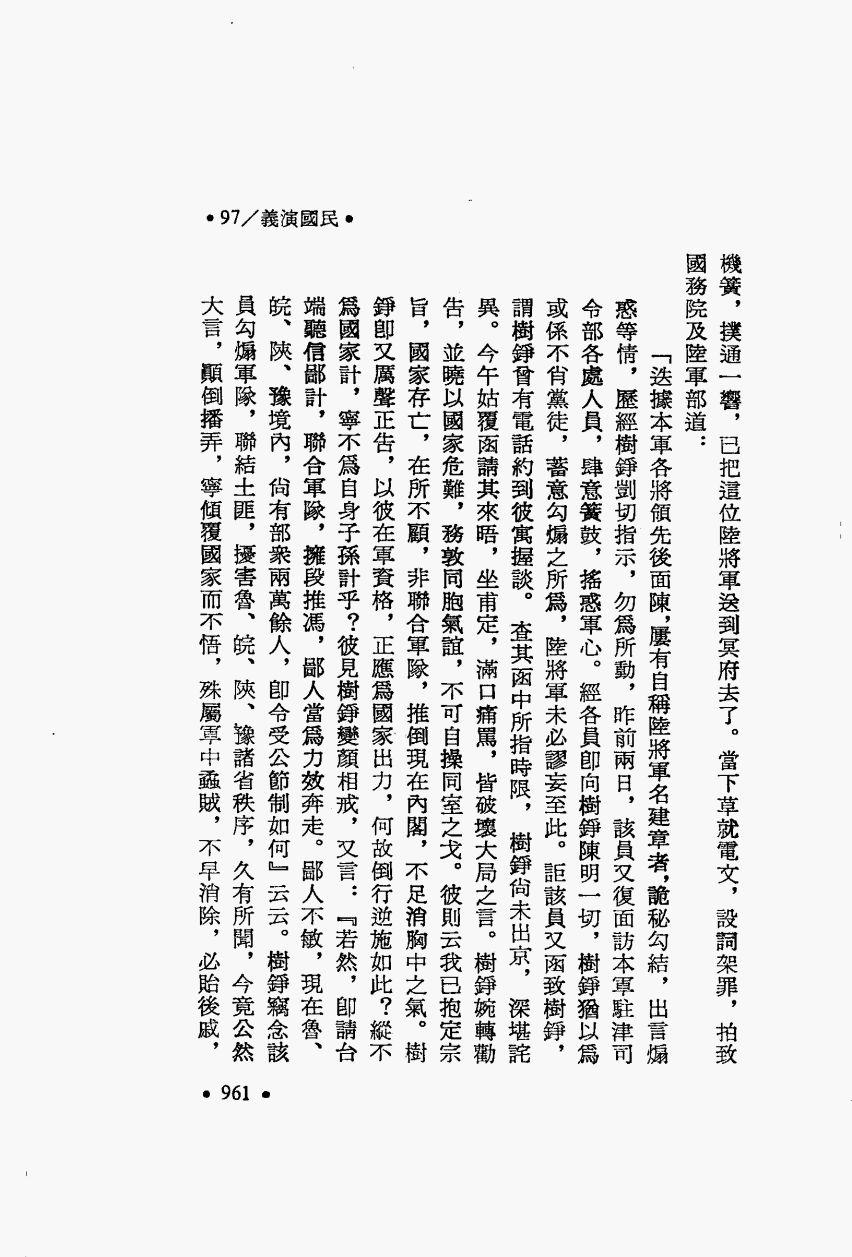 •97／義演國民•
機簧，撲通一響，已把這位陸將軍送到冥府去了。當下草就電文，設詞架罪，拍致
國務院及陸軍部道：
「迭據本軍各將領先後面陳，屢有自稱陸將軍名建章者，詭秘勾結，出言煽
惑等情，歷經樹錚剴切指示，勿爲所動，昨前兩日，該員又復面訪本軍駐津司
令部各處人員，肆意簧鼓，搖惑軍心。經各員卽向樹錚陳明一切，樹錚猶以爲
或係不肖黨徒，蓄意勾煽之所爲，陸將軍未必謬妄至此。詎該員又函致樹錚，
謂樹錚曾有電話約到彼寓握談。查其函中所指時限，樹錚尙未出京，深堪詫
異。今午姑覆函請其來晤，坐甫定，滿口痛罵，皆破壞大局之言。樹錚婉轉勸
告，並曉以國家危難，務敦同胞氣誼，不可自操同室之戈。彼則云我已抱定宗
旨，國家存亡，在所不顧，非聯合軍隊，推倒現在內閣，不足消胸中之氣。樹
錚卽又厲聲正告，以彼在軍資格，正應爲國家出力，何故倒行逆施如此？縱不
爲國家計，寧不爲自身子孫計乎？彼見樹錚變顏相戒，又言：『若然，卽請台
端聽信鄙計，聯合軍隊，擁段推馮，鄙人當爲力效奔走。鄙人不敏，現在魯、
皖、陝、豫境內，尙有部衆兩萬餘人，卽令受公節制如何』云云。樹錚竊念該
員勾煽軍隊，聯結土匪，擾害魯、皖、陝、豫諸省秩序，久有所聞，今竟公然
大言，顚倒播弄，寧傾覆國家而不悟，殊屬軍中蟊賊，不早消除，必貽後戚，
•961•